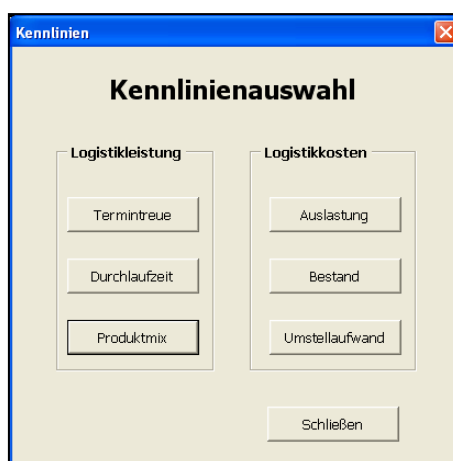 Kennlinien
Kennlinienauswahl
Logistikleistung
Termintreue
Durchlaufzeit
Produktmix
Logistikkosten
Auslastung
Bestand
Umstellaufwand
Schließen